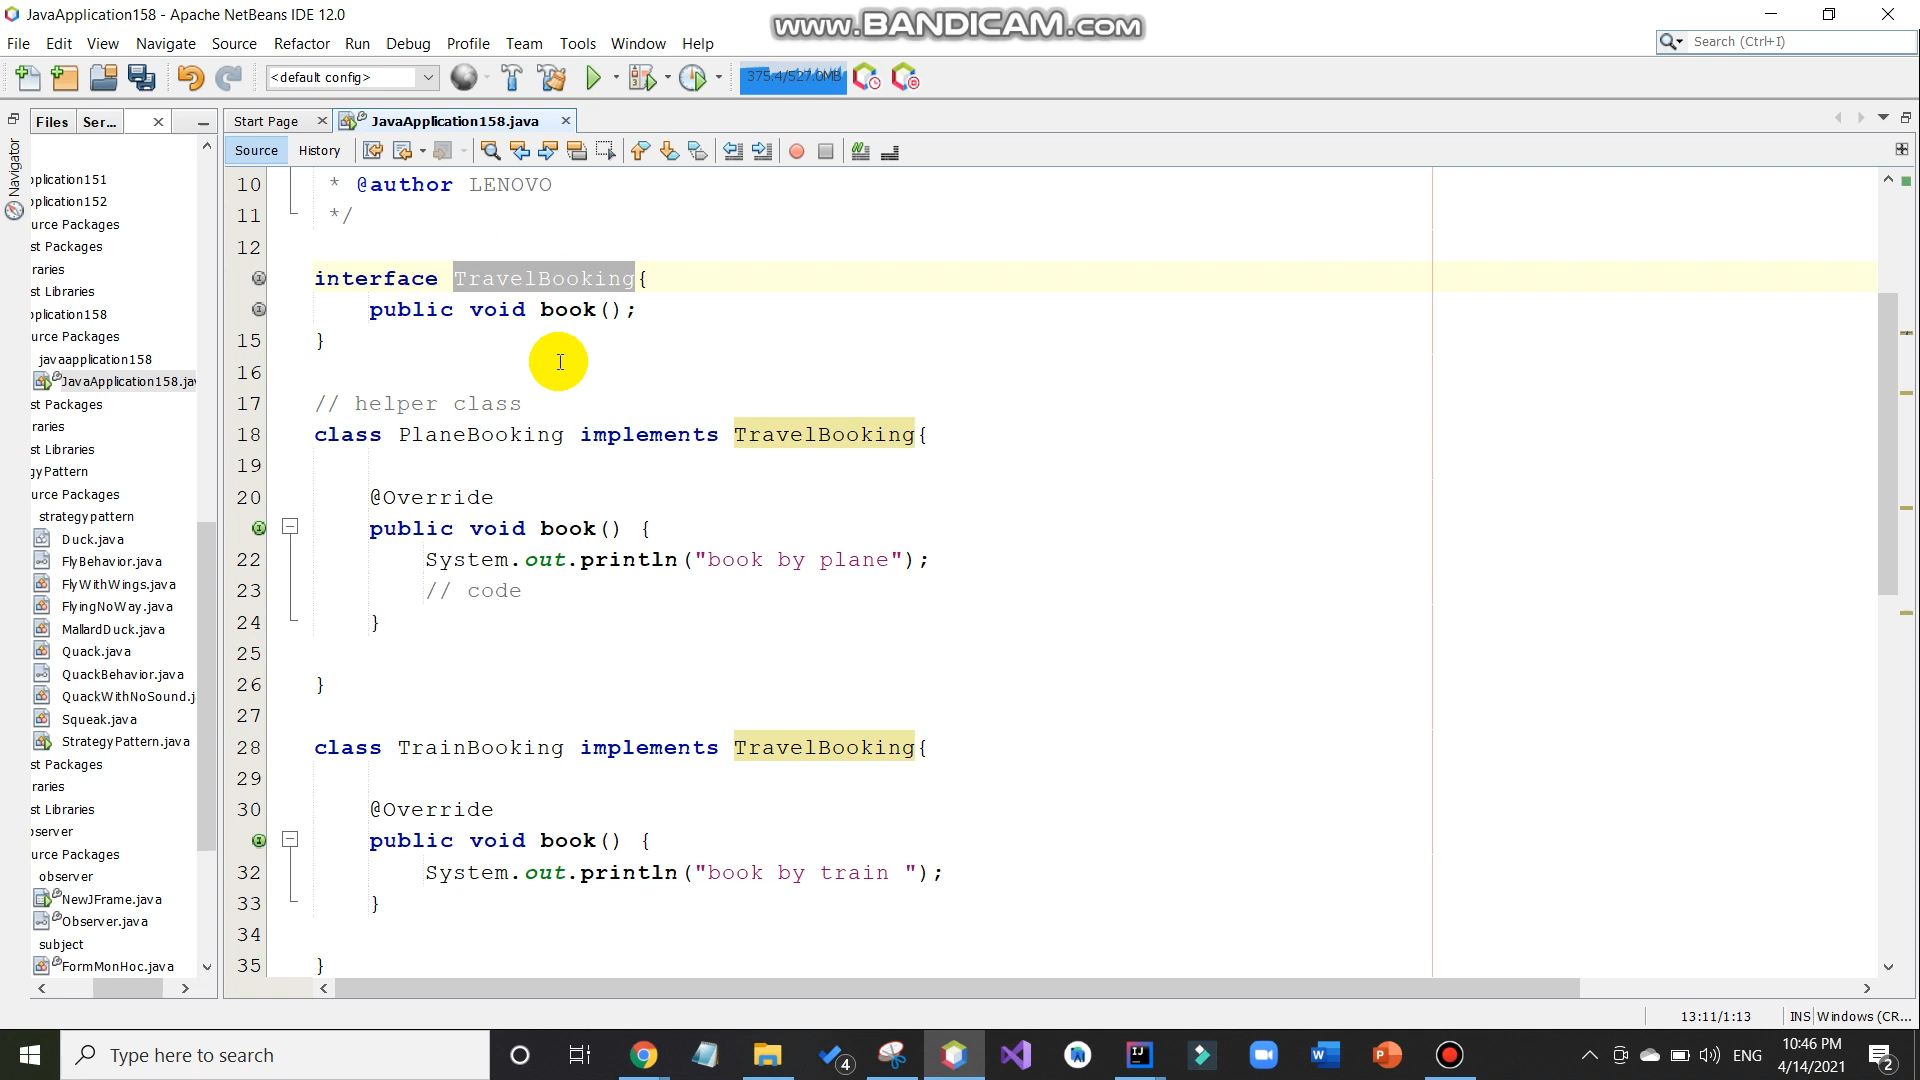 JavaApplication158 - Apache NetBeans IDE 12.0
www.BANDICAM.com
File Edit View Navigate Source Refactor Run Debug Profile Team Tools Window Help
Search (Ctrl+I)
<default config>
375.4/527.0MB
Files Ser...
Start Page
JavaApplication158.java
Navigator
Source History
plication151
plication152
urce Packages
st Packages
raries
st Libraries
plication158
urce Packages
javaapplication158
JavaApplication158.jav
st Packages
raries
st Libraries
gyPattern
urce Packages
strategypattern
Duck.java
FlyBehavior.java
FlyWithWings.java
FlyingNoWay.java
MallardDuck.java
Quack.java
QuackBehavior.java
QuackWithNoSound.j
Squeak.java
StrategyPattern.java
st Packages
raries
st Libraries
bserver
urce Packages
observer
NewJFrame.java
Observer.java
subject
FormMonHoc.java
10 * @author LENOVO
11 */
12
interface TravelBooking{
public void book();
15 }
16
17 // helper class
18 class PlaneBooking implements TravelBooking{
19
20 @Override
public void book() {
22 System.out.println("book by plane");
23 // code
24 }
25
26 }
27
28 class TrainBooking implements TravelBooking{
29
30 @Override
public void book() {
32 System.out.println("book by train ");
33 }
34
35 }
13:11/1:13 INS Windows (CR...
Type here to search
4
ENG
10:46 PM
4/14/2021
2